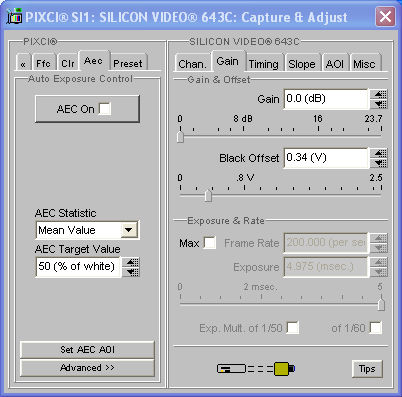 PIXCI® SI1: SILICON VIDEO® 643C: Capture & Adjust
PIXCI®
« Ffc Clr Aec Preset
Auto Exposure Control
AEC On
AEC Statistic
Mean Value
AEC Target Value
50 (% of white)
Set AEC AOI
Advanced >>
SILICON VIDEO® 643C
Chan. Gain Timing Slope AOI Misc
Gain & Offset
Gain 0.0 (dB)
0 8 dB 16 23.7
Black Offset 0.34 (V)
0 .8 V 2.5
Exposure & Rate
Max Frame Rate 200.000 (per se
Exposure 4.975 (msec.)
0 2 msec. 5
Exp. Mult. of 1/50 of 1/60
Tips